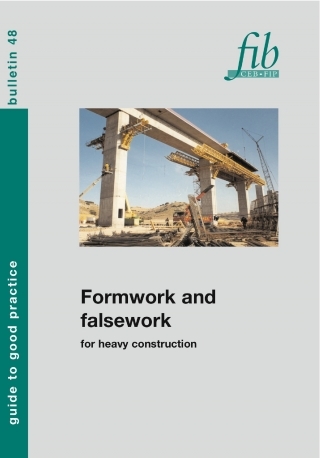 bulletin 48
fib
CEB • FIP
Formwork and
falsework
for heavy construction
guide to good practice